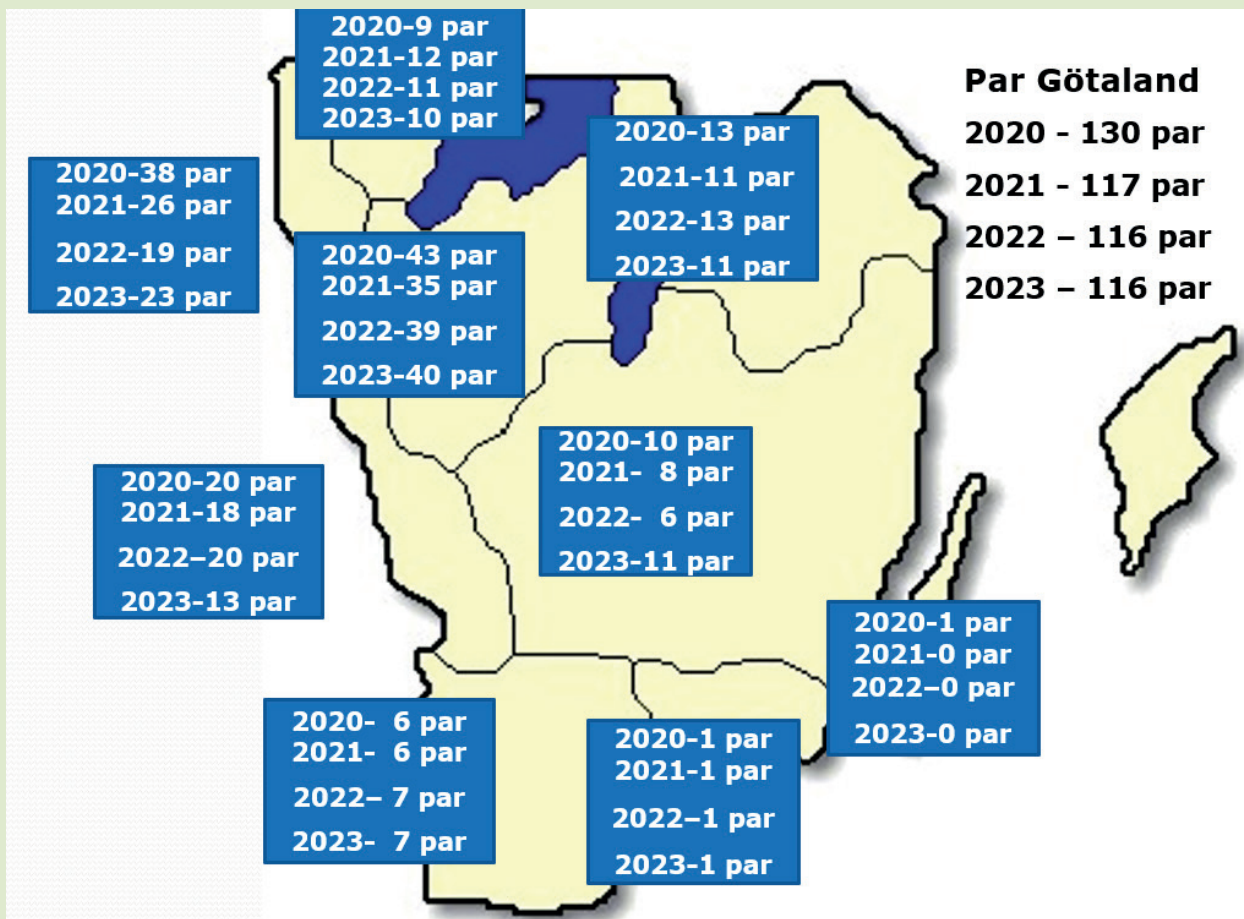 2020-9 par
2021-12 par
2022-11 par
2023-10 par
Par Götaland
2020 - 130 par
2021 - 117 par
2022 – 116 par
2023 – 116 par
2020-13 par
2021-11 par
2022-13 par
2023-11 par
2020-38 par
2021-26 par
2022-19 par
2023-23 par
2020-43 par
2021-35 par
2022-39 par
2023-40 par
2020-10 par
2021- 8 par
2022- 6 par
2023-11 par
2020-20 par
2021-18 par
2022–20 par
2023-13 par
2020-1 par
2021-0 par
2022–0 par
2023-0 par
2020- 6 par
2021- 6 par
2022– 7 par
2023- 7 par
2020-1 par
2021-1 par
2022–1 par
2023-1 par